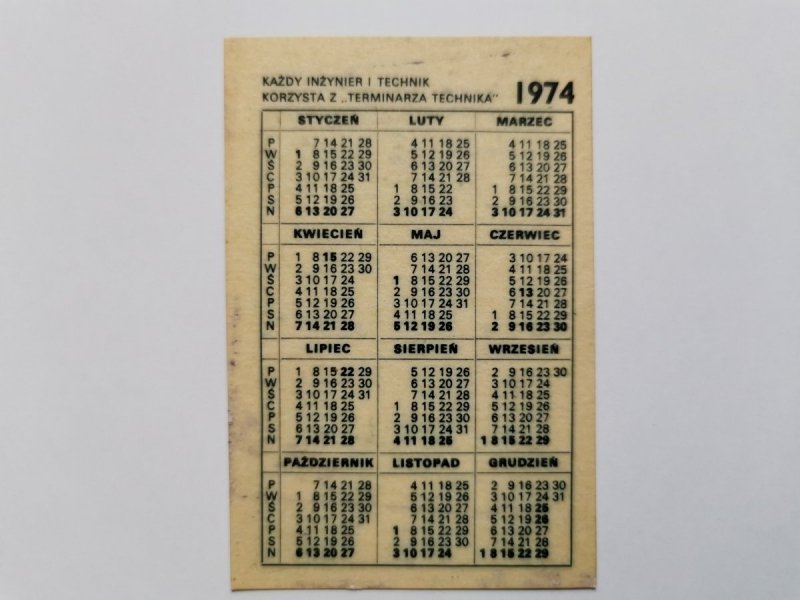 KAŻDY INŻYNIER I TECHNIK
KORZYSTA Z „TERMINARZA TECHNIKA" 1974
STYCZEŃ LUTY MARZEC
P 7 14 21 28 4 11 18 25 4 11 18 25
W 1 8 15 22 29 5 12 19 26 5 12 19 26
Ś 2 9 16 23 30 6 13 20 27 6 13 20 27
C 3 10 17 24 31 7 14 21 28 7 14 21 28
P 4 11 18 25 1 8 15 22 1 8 15 22 29
S 5 12 19 26 2 9 16 23 2 9 16 23 30
N 6 13 20 27 3 10 17 24 3 10 17 24 31
KWIECIEŃ MAJ CZERWIEC
P 1 8 15 22 29 6 13 20 27 3 10 17 24
W 2 9 16 23 30 7 14 21 28 4 11 18 25
Ś 3 10 17 24 1 8 15 22 29 5 12 19 26
C 4 11 18 25 2 9 16 23 30 6 13 20 27
P 5 12 19 26 3 10 17 24 31 7 14 21 28
S 6 13 20 27 4 11 18 25 1 8 15 22 29
N 7 14 21 28 5 12 19 26 2 9 16 23 30
LIPIEC SIERPIEŃ WRZESIEŃ
P 1 8 15 22 29 5 12 19 26 2 9 16 23 30
W 2 9 16 23 30 6 13 20 27 3 10 17 24
Ś 3 10 17 24 31 7 14 21 28 4 11 18 25
C 4 11 18 25 1 8 15 22 29 5 12 19 26
P 5 12 19 26 2 9 16 23 30 6 13 20 27
S 6 13 20 27 3 10 17 24 31 7 14 21 28
N 7 14 21 28 4 11 18 25 1 8 15 22 29
PAŹDZIERNIK LISTOPAD GRUDZIEŃ
P 7 14 21 28 4 11 18 25 2 9 16 23 30
W 1 8 15 22 29 5 12 19 26 3 10 17 24 31
Ś 2 9 16 23 30 6 13 20 27 4 11 18 25
C 3 10 17 24 31 7 14 21 28 5 12 19 26
P 4 11 18 25 1 8 15 22 29 6 13 20 27
S 5 12 19 26 2 9 16 23 30 7 14 21 28
N 6 13 20 27 3 10 17 24 1 8 15 22 29